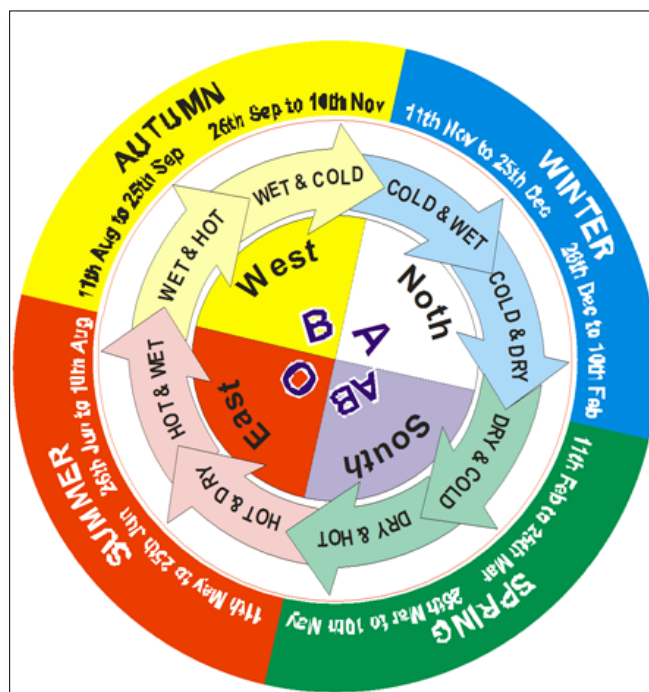 AUTUMN
11th Aug to 25th Sep
26th Sep to 10th Nov
WINTER
11th Nov to 25th Dec
26th Dec to 10th Feb
SPRING
11th Feb to 25th Mar
26th Mar to 10th May
SUMMER
11th May to 25th Jun
26th Jun to 10th Aug
WET & HOT
WET & COLD
COLD & WET
COLD & DRY
DRY & COLD
DRY & HOT
HOT & DRY
HOT & WET
West
Noth
South
East
B
A
AB
O